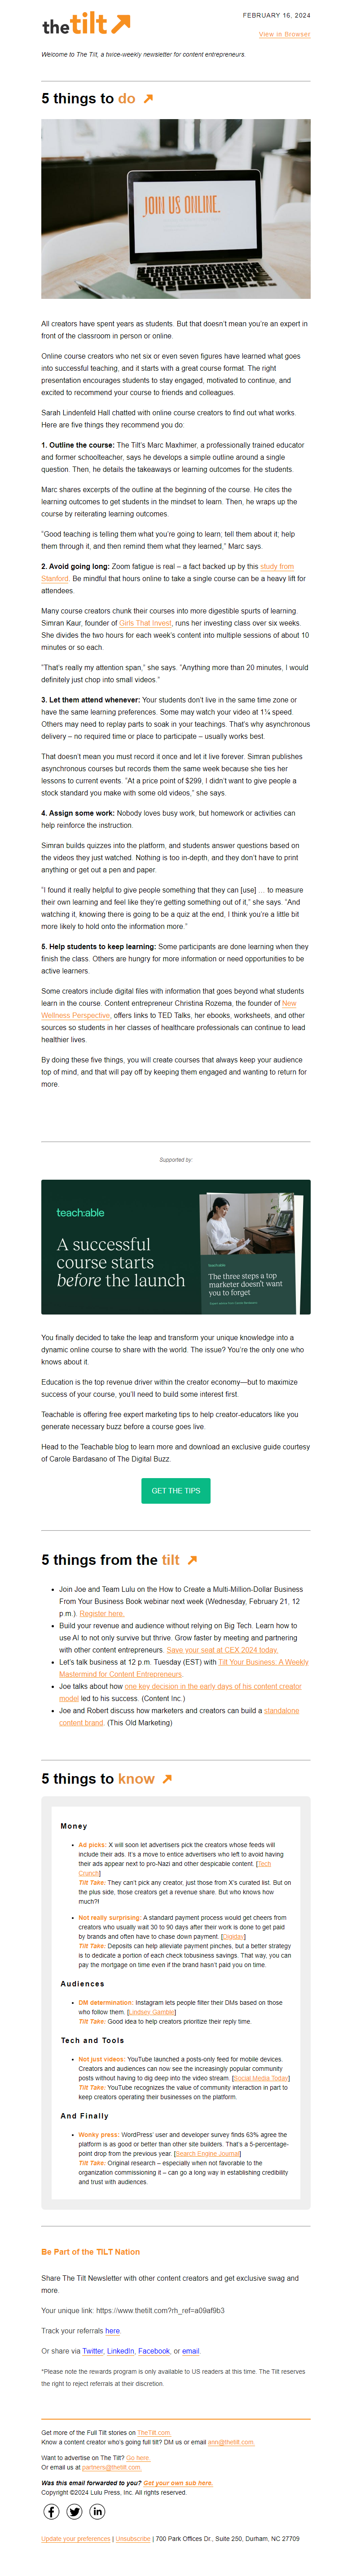 thetilt
FEBRUARY 16, 2024
View in Browser
Welcome to The Tilt, a twice-weekly newsletter for content entrepreneurs.
5 things to do
JOIN US ONLINE.
All creators have spent years as students. But that doesn't mean you're an expert in
front of the classroom in person or online.
Online course creators who net six or even seven figures have learned what goes
into successful teaching, and it starts with a great course format. The right
presentation encourages students to stay engaged, motivated to continue, and
excited to recommend your course to friends and colleagues.
Sarah Lindenfeld Hall chatted with online course creators to find out what works.
Here are five things they recommend you do:
1. Outline the course: The Tilt's Marc Maxhimer, a professionally trained educator
and former schoolteacher, says he develops a simple outline around a single
question. Then, he details the takeaways or learning outcomes for the students.
Marc shares excerpts of the outline at the beginning of the course. He cites the
learning outcomes to get students in the mindset to learn. Then, he wraps up the
course by reiterating learning outcomes.
"Good teaching is telling them what you're going to learn; tell them about it; help
them through it, and then remind them what they learned," Marc says.
2. Avoid going long: Zoom fatigue is real – a fact backed up by this study from
Stanford. Be mindful that hours online to take a single course can be a heavy lift for
attendees.
Many course creators chunk their courses into more digestible spurts of learning.
Simran Kaur, founder of Girls That Invest, runs her investing class over six weeks.
She divides the two hours for each week's content into multiple sessions of about 10
minutes or so each.
"That's really my attention span," she says. "Anything more than 20 minutes, I would
definitely just chop into small videos."
3. Let them attend whenever: Your students don't live in the same time zone or
have the same learning preferences. Some may watch your video at 1¼ speed.
Others may need to replay parts to soak in your teachings. That's why asynchronous
delivery – no required time or place to participate – usually works best.
That doesn't mean you must record it once and let it live forever. Simran publishes
asynchronous courses but records them the same week because she ties her
lessons to current events. "At a price point of $299, I didn't want to give people a
stock standard you make with some old videos," she says.
4. Assign some work: Nobody loves busy work, but homework or activities can
help reinforce the instruction.
Simran builds quizzes into the platform, and students answer questions based on
the videos they just watched. Nothing is too in-depth, and they don't have to print
anything or get out a pen and paper.
"I found it really helpful to give people something that they can [use] … to measure
their own learning and feel like they're getting something out of it," she says. "And
watching it, knowing there is going to be a quiz at the end, I think you're a little bit
more likely to hold onto the information more."
5. Help students to keep learning: Some participants are done learning when they
finish the class. Others are hungry for more information or need opportunities to be
active learners.
Some creators include digital files with information that goes beyond what students
learn in the course. Content entrepreneur Christina Rozema, the founder of New
Wellness Perspective, offers links to TED Talks, her ebooks, worksheets, and other
sources so students in her classes of healthcare professionals can continue to lead
healthier lives.
By doing these five things, you will create courses that always keep your audience
top of mind, and that will pay off by keeping them engaged and wanting to return for
more.
Supported by:
teach:able
A successful
course starts
before the launch
teach:able
The three steps a top
marketer doesn't want
you to forget
You finally decided to take the leap and transform your unique knowledge into a
dynamic online course to share with the world. The issue? You're the only one who
knows about it.
Education is the top revenue driver within the creator economy—but to maximize
success of your course, you'll need to build some interest first.
Teachable is offering free expert marketing tips to help creator-educators like you
generate necessary buzz before a course goes live.
Head to the Teachable blog to learn more and download an exclusive guide courtesy
of Carole Bardasano of The Digital Buzz.
GET THE TIPS
5 things from the tilt
• Join Joe and Team Lulu on the How to Create a Multi-Million-Dollar Business
From Your Business Book webinar next week (Wednesday, February 21, 12
p.m.). Register here.
• Build your revenue and audience without relying on Big Tech. Learn how to
use AI to not only survive but thrive. Grow faster by meeting and partnering
with other content entrepreneurs. Save your seat at CEX 2024 today.
• Let's talk business at 12 p.m. Tuesday (EST) with Tilt Your Business: A Weekly
Mastermind for Content Entrepreneurs.
• Joe talks about how one key decision in the early days of his content creator
model led to his success. (Content Inc.)
• Joe and Robert discuss how marketers and creators can build a standalone
content brand. (This Old Marketing)
5 things to know
Money
• Ad picks: X will soon let advertisers pick the creators whose feeds will
include their ads. It's a move to entice advertisers who left to avoid having
their ads appear next to pro-Nazi and other despicable content. [Tech
Crunch]
Tilt Take: They can't pick any creator, just those from X's curated list. But on
the plus side, those creators get a revenue share. But who knows how
much?!
• Not really surprising: A standard payment process would get cheers from
creators who usually wait 30 to 90 days after their work is done to get paid
by brands and often have to chase down payment. [Digiday]
Tilt Take: Deposits can help alleviate payment pinches, but a better strategy
is to dedicate a portion of each check tobusiness savings. That way, you can
pay the mortgage on time even if the brand hasn't paid you on time.
Audiences
• DM determination: Instagram lets people filter their DMs based on those
who follow them. [Lindsey Gamble]
Tilt Take: Good idea to help creators prioritize their reply time.
Tech and Tools
• Not just videos: YouTube launched a posts-only feed for mobile devices.
Creators and audiences can now see the increasingly popular community
posts without having to dig deep into the video stream. [Social Media Today]
Tilt Take: YouTube recognizes the value of community interaction in part to
keep creators operating their businesses on the platform.
And Finally
• Wonky press: WordPress' user and developer survey finds 63% agree the
platform is as good or better than other site builders. That's a 5-percentage-
point drop from the previous year. [Search Engine Journal]
Tilt Take: Original research – especially when not favorable to the
organization commissioning it – can go a long way in establishing credibility
and trust with audiences.
Be Part of the TILT Nation
Share The Tilt Newsletter with other content creators and get exclusive swag and
more.
Your unique link: https://www.thetilt.com?rh_ref=a09af9b3
Track your referrals here.
Or share via Twitter, LinkedIn, Facebook, or email.
*Please note the rewards program is only available to US readers at this time. The Tilt reserves
the right to reject referrals at their discretion.
Get more of the Full Tilt stories on TheTilt.com.
Know a content creator who's going full tilt? DM us or email ann@thetilt.com.
Want to advertise on The Tilt? Go here.
Or email us at partners@thetilt.com.
Was this email forwarded to you? Get your own sub here.
Copyright ©2024 Lulu Press, Inc. All rights reserved.
Update your preferences | Unsubscribe | 700 Park Offices Dr., Suite 250, Durham, NC 27709